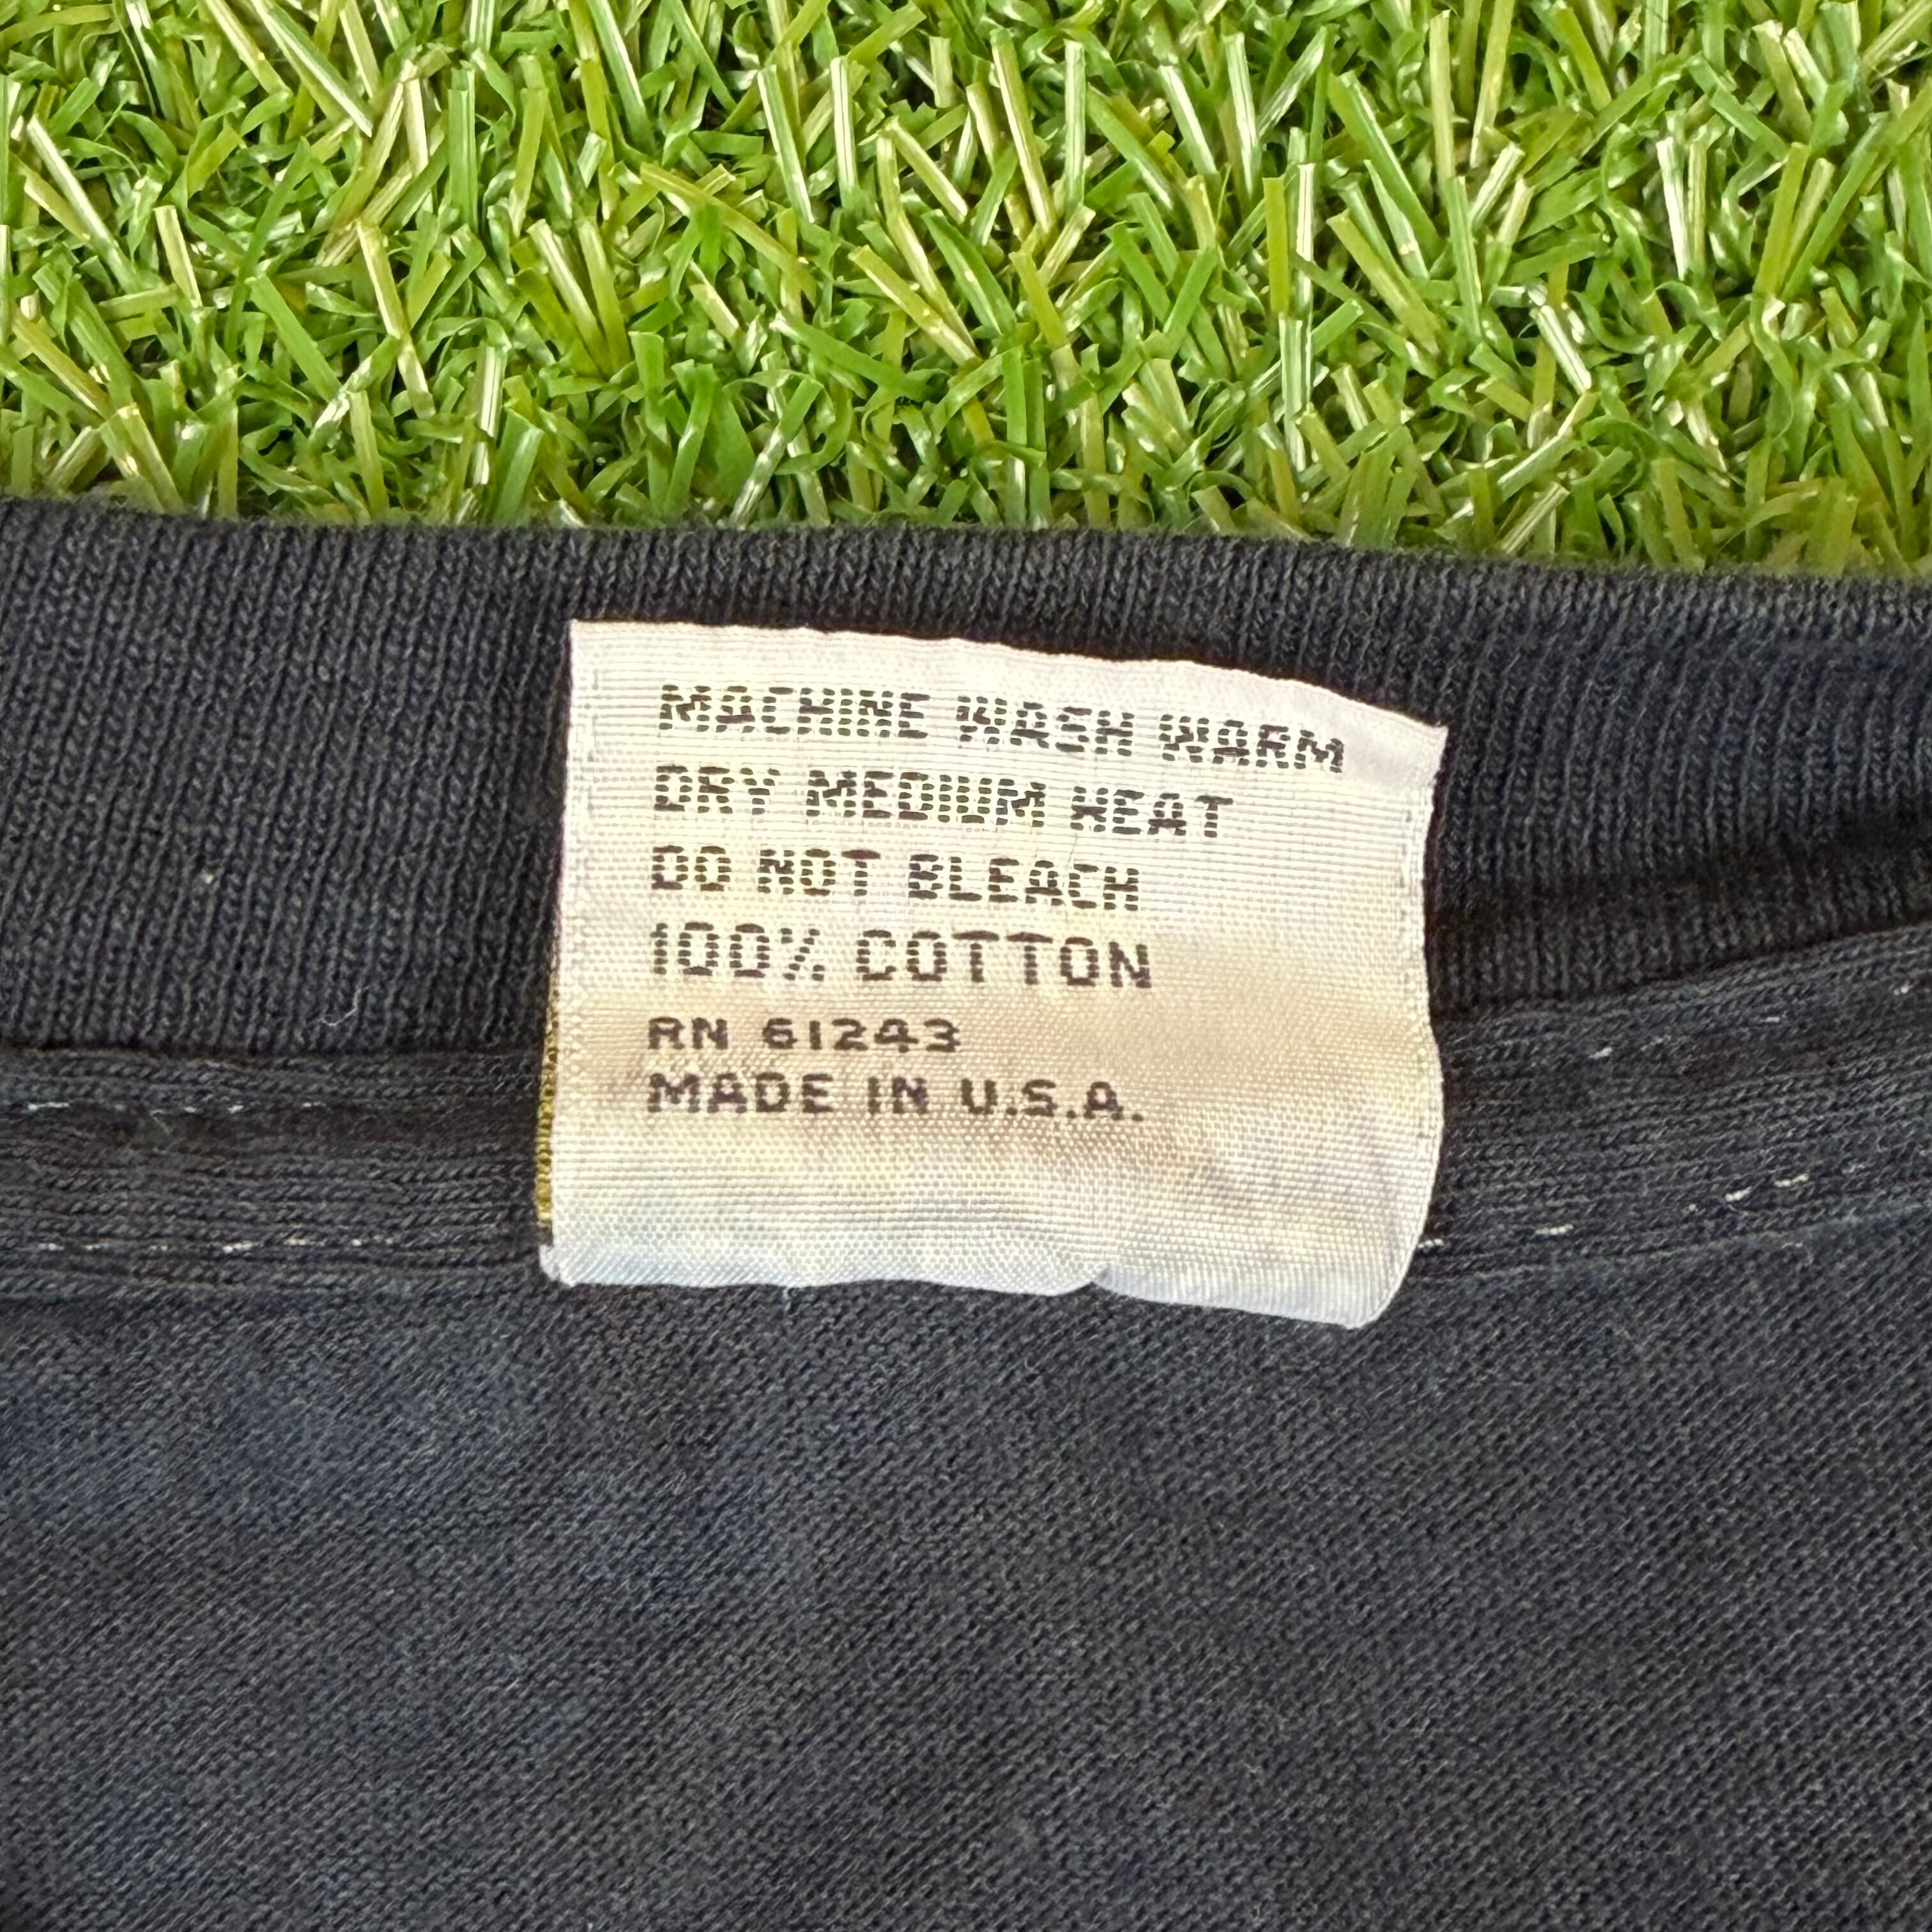 MACHINE WASH WARM
DRY MEDIUM HEAT
DO NOT BLEACH
100% COTTON
RN 61243
MADE IN U.S.A.